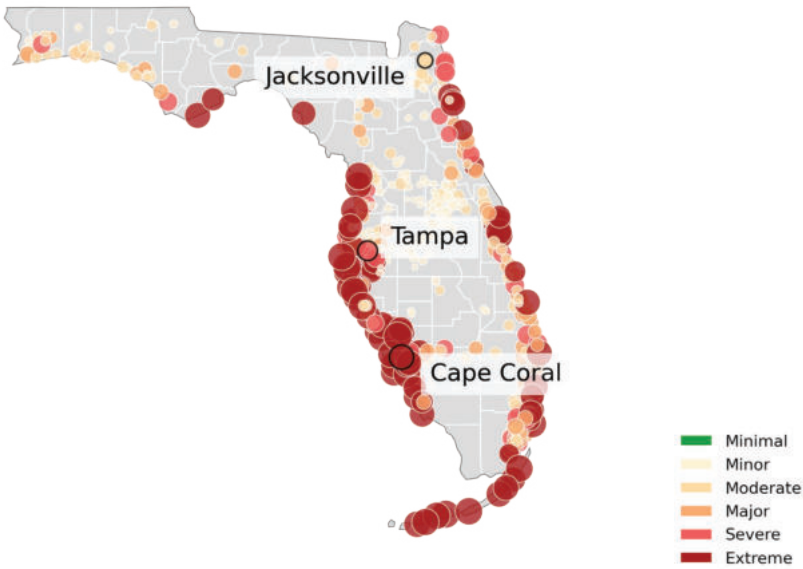 Jacksonville
Tampa
Cape Coral
Minimal
Minor
Moderate
Major
Severe
Extreme